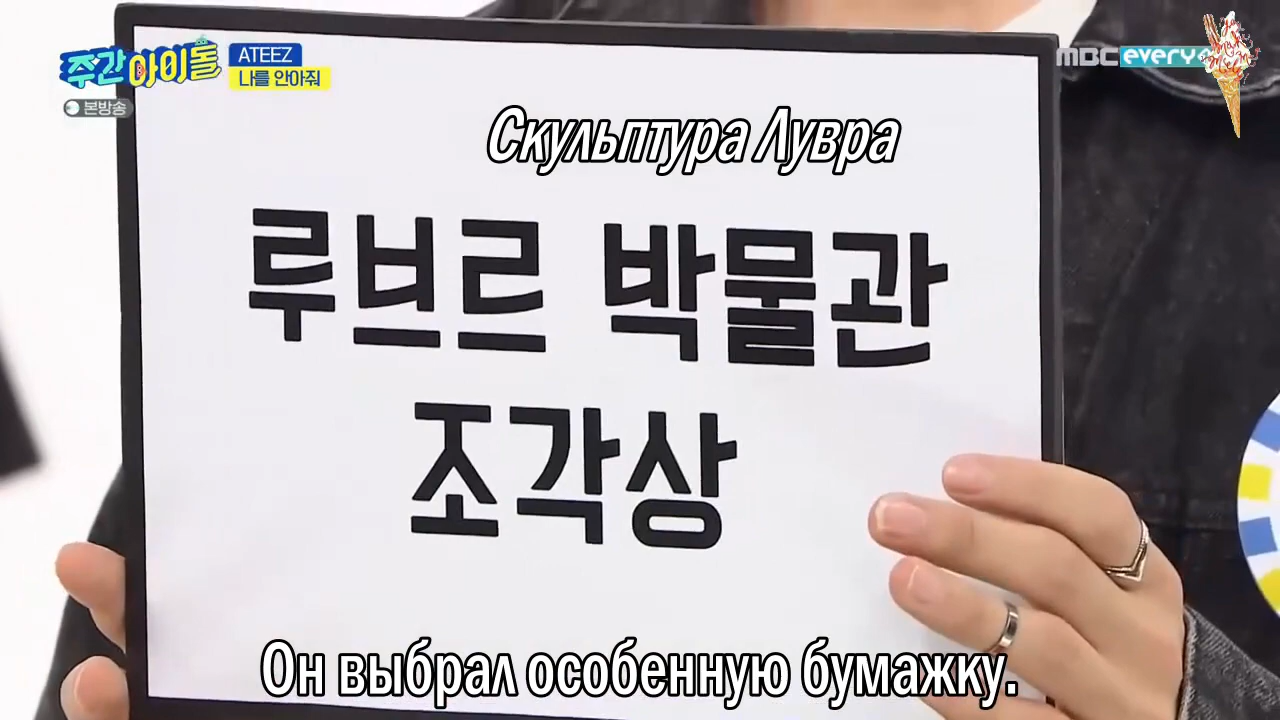 주간아이돌
ATEEZ
나를 안아줘
본방송
MBC every
Скульптура Лувра
루브르 박물관
조각상
Он выбрал особенную бумажку.